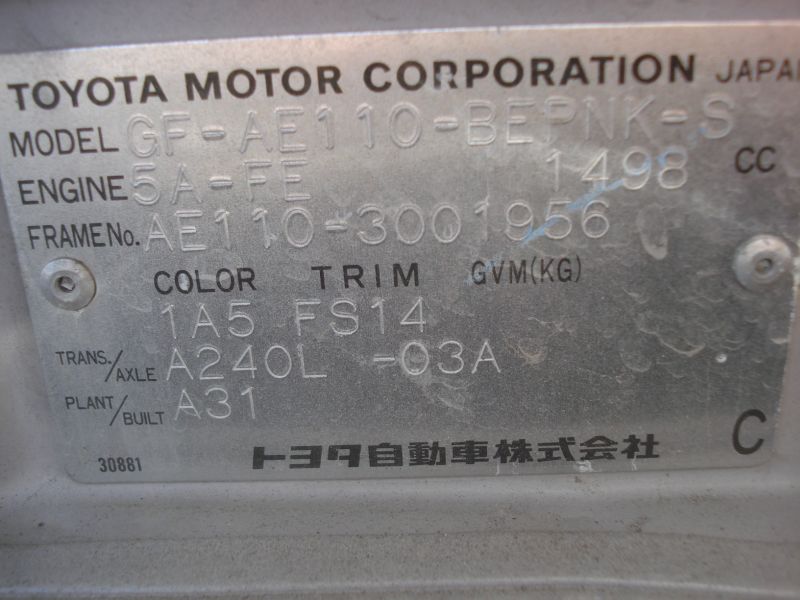 TOYOTA MOTOR CORPORATION JAPAN
MODEL GF-AE110-BEPNK-S
ENGINE 5A-FE 1498 CC
FRAME No. AE110-3001956
COLOR TRIM GVM(KG)
1A5 FS14
TRANS./AXLE A240L -03A
PLANT/BUILT A31
C
30881 トヨタ自動車株式会社